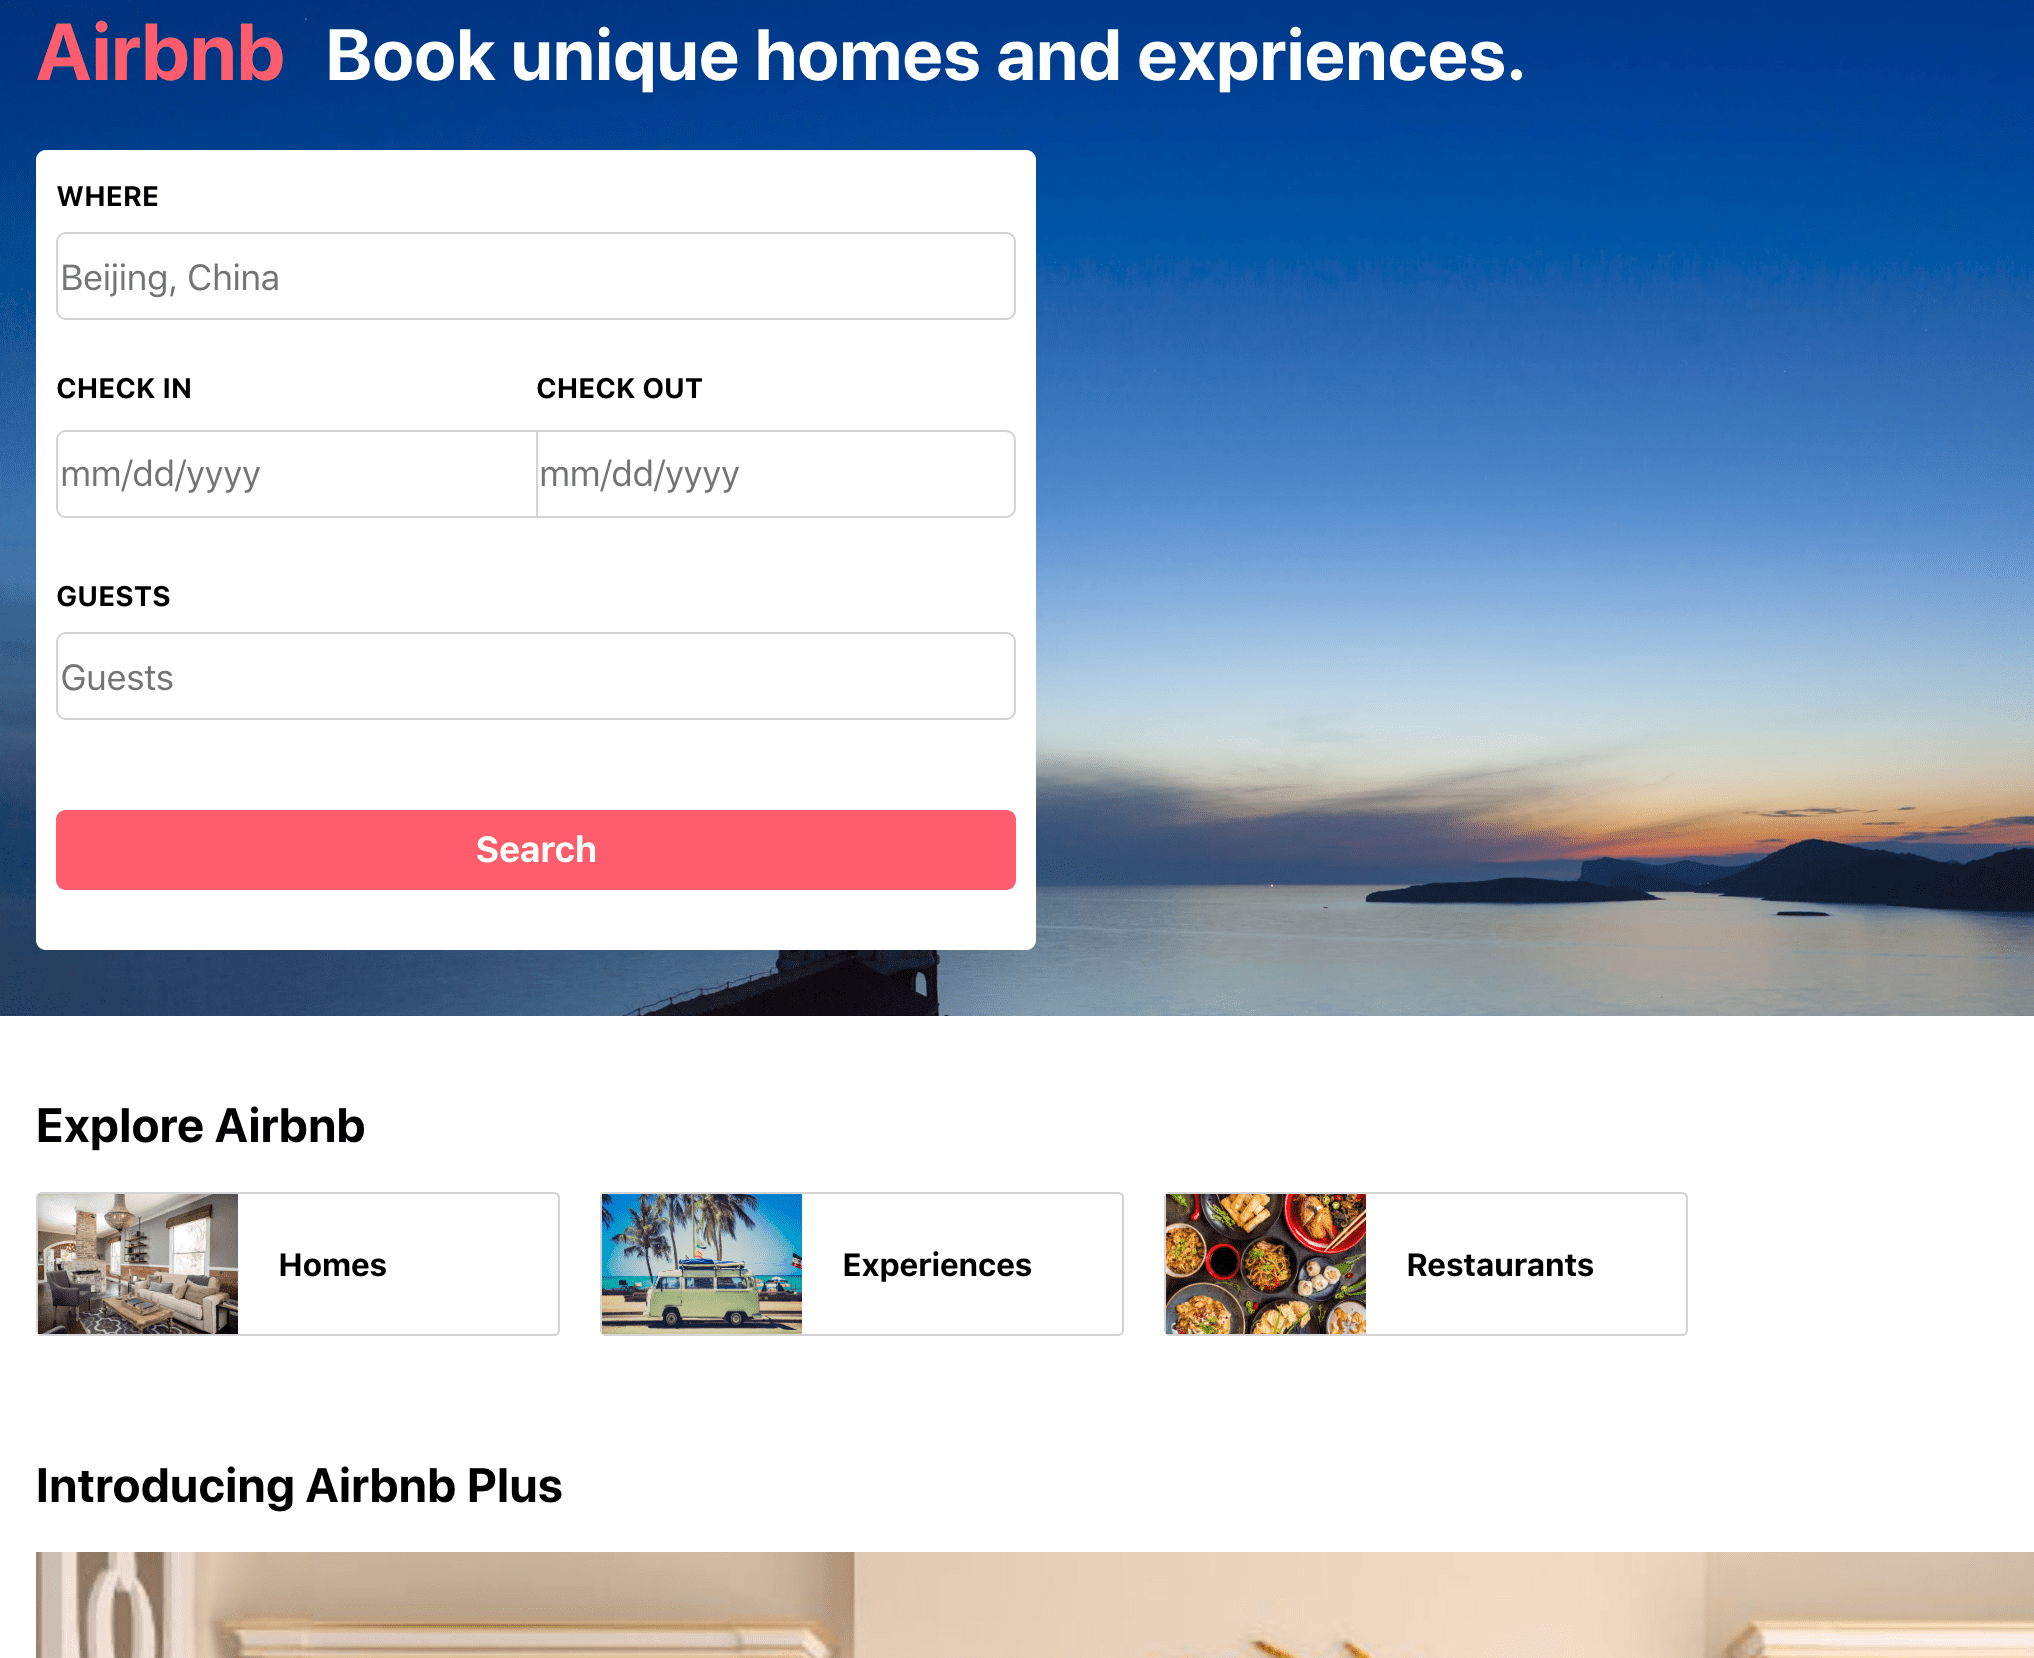 Airbnb Book unique homes and expriences.
WHERE
Beijing, China
CHECK IN CHECK OUT
mm/dd/yyyy mm/dd/yyyy
GUESTS
Guests
Search
Explore Airbnb
Homes Experiences Restaurants
Introducing Airbnb Plus